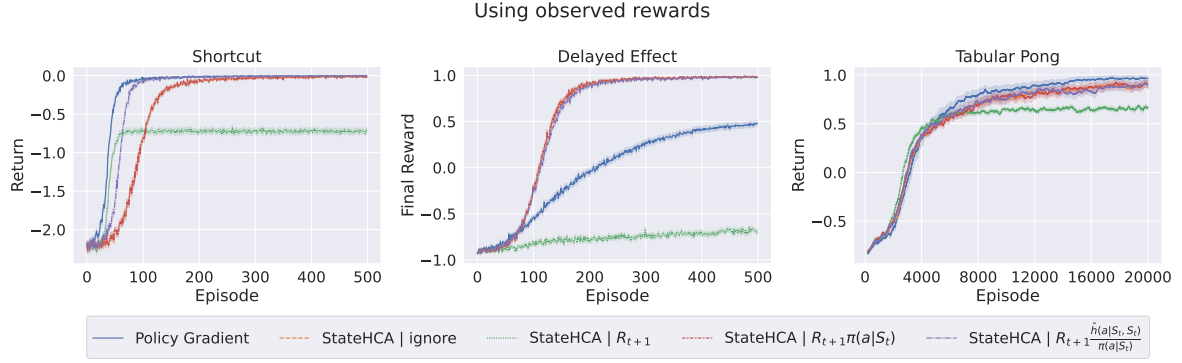 Using observed rewards
Shortcut
0.0
−0.5
−1.0
−1.5
−2.0
Return
0 100 200 300 400 500
Episode
Delayed Effect
1.0
0.5
0.0
−0.5
−1.0
Final Reward
0 100 200 300 400 500
Episode
Tabular Pong
1.0
0.5
0.0
−0.5
Return
0 4000 8000 12000 16000 20000
Episode
Policy Gradient StateHCA | ignore StateHCA | R_{t+1} StateHCA | R_{t+1}π(a|S_t) StateHCA | R_{t+1} \frac{\hat{h}(a|S_t, S_t)}{π(a|S_t)}